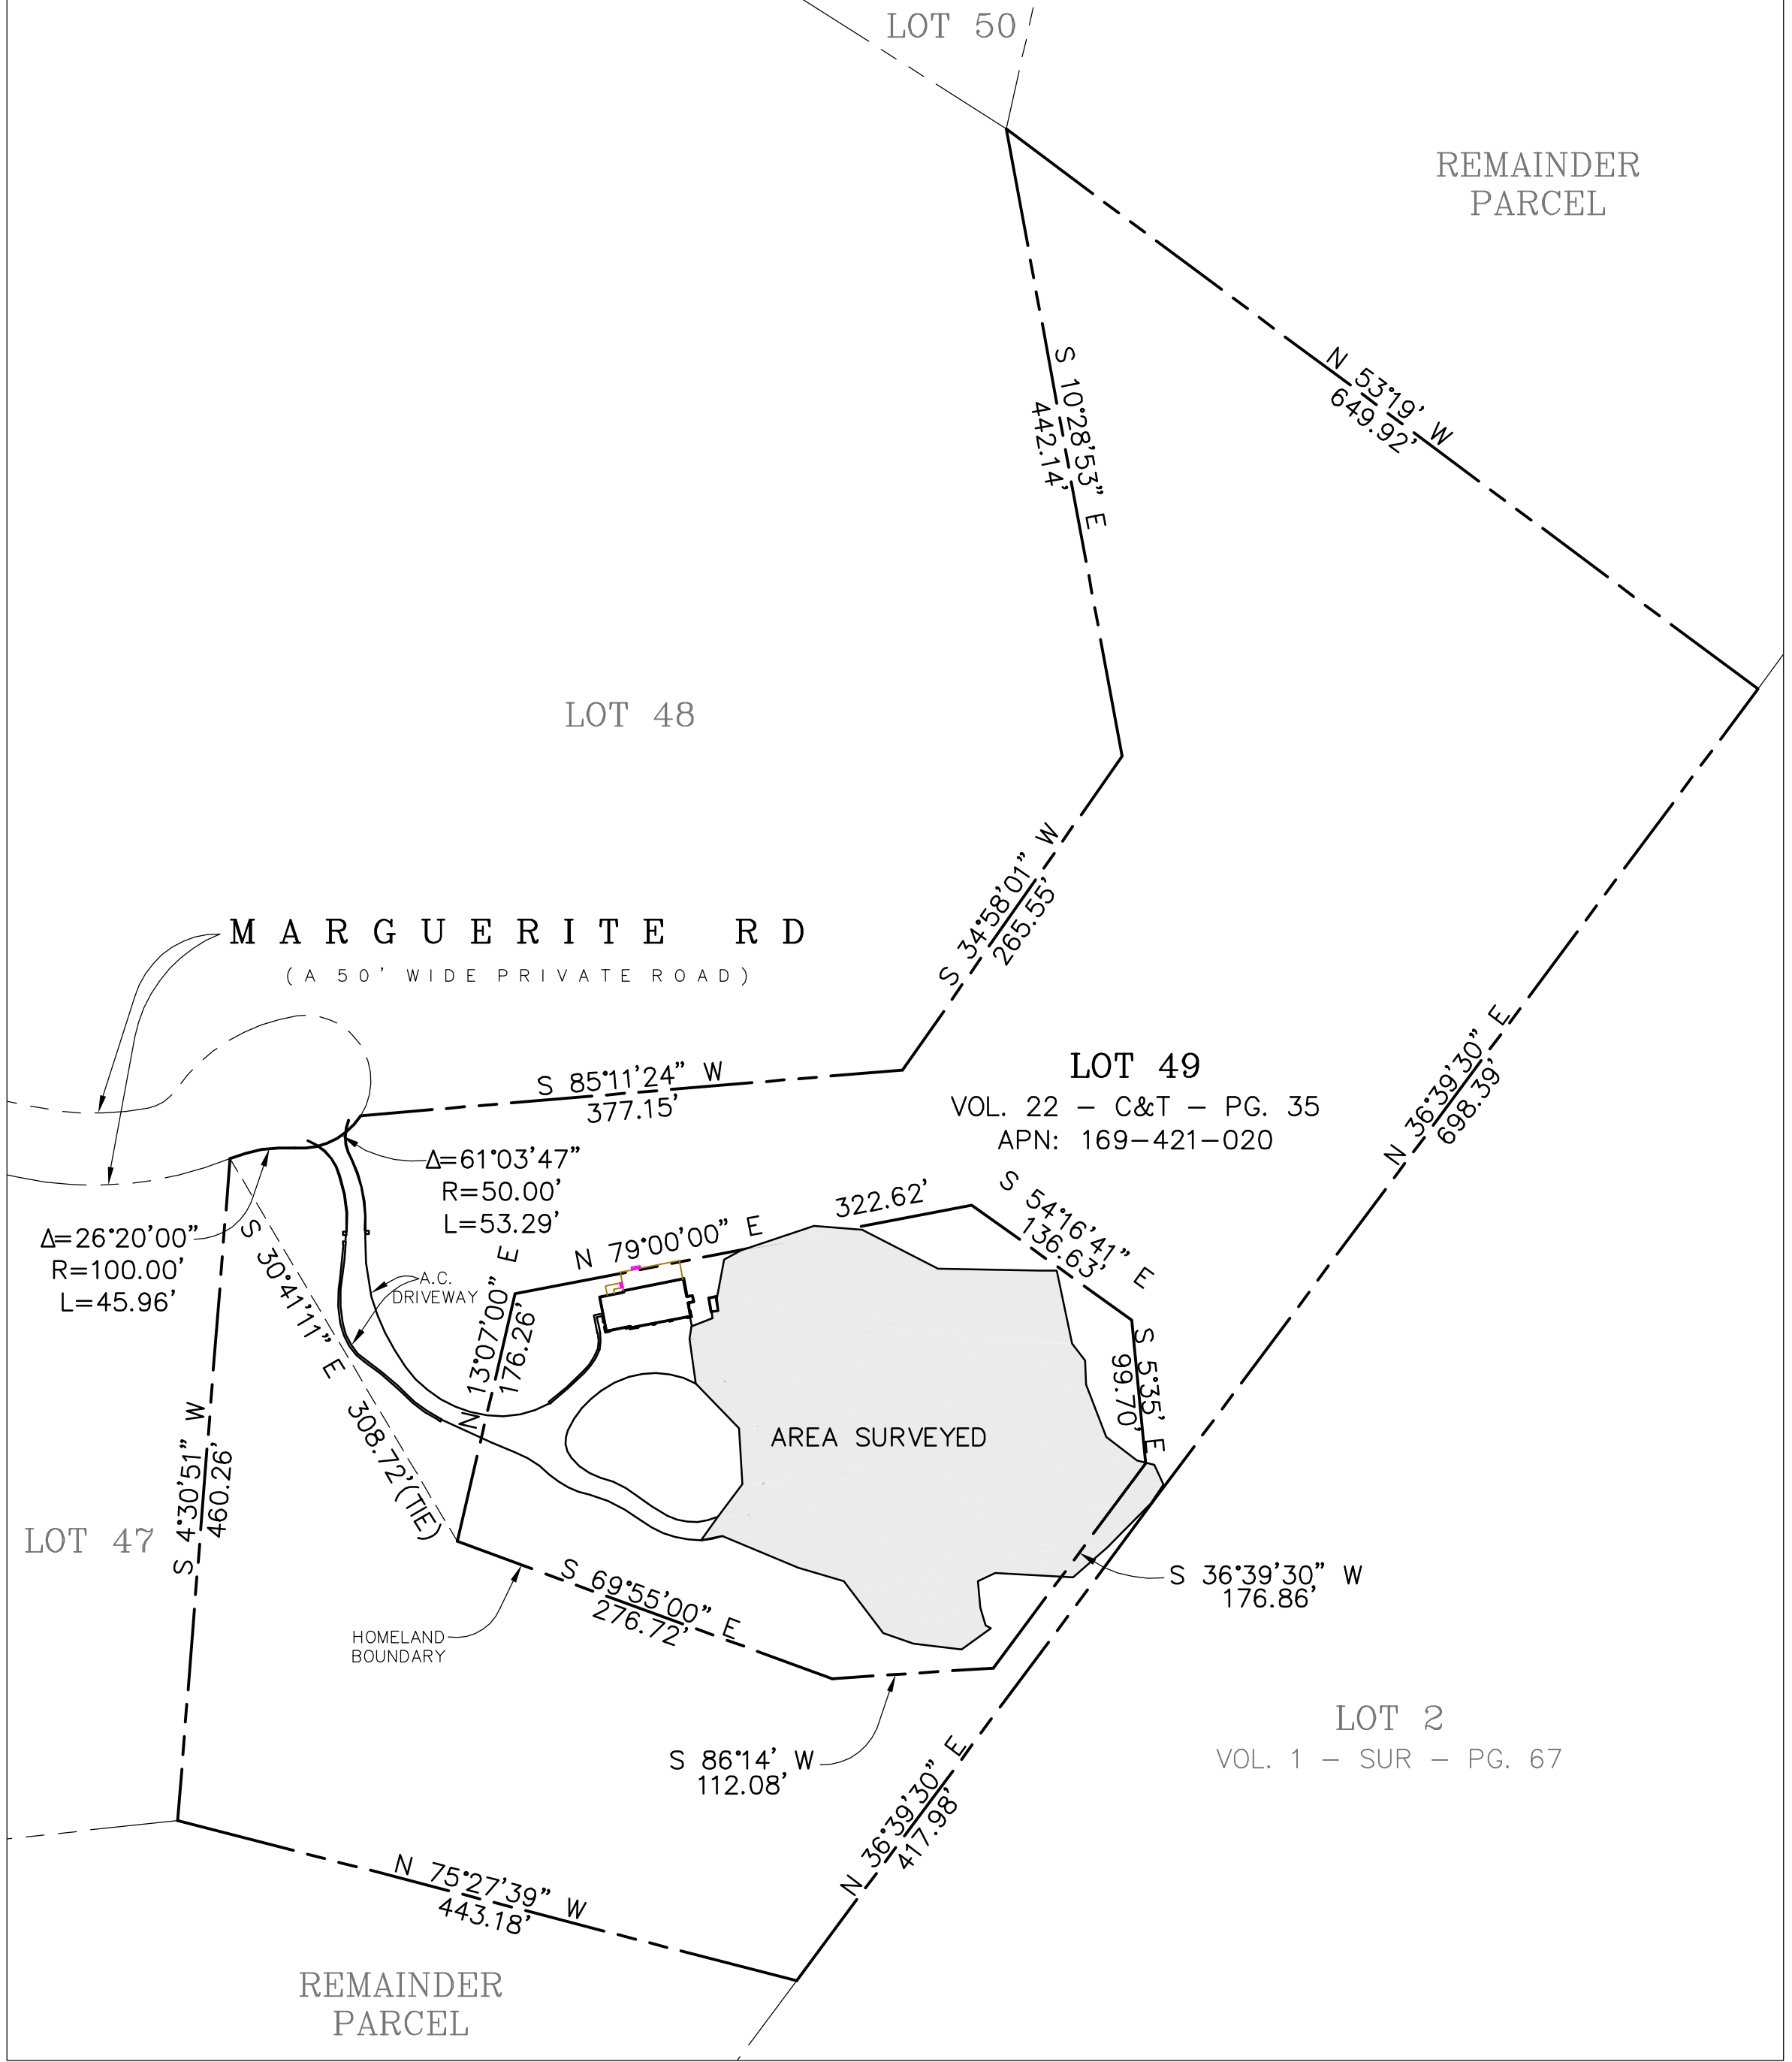 LOT 50
REMAINDER
PARCEL
N 53°19' W
649.92'
S 10°28'53" E
442.14'
LOT 48
S 34°58'01" W
265.55'
MARGUERITE RD
(A 50' WIDE PRIVATE ROAD)
N 36°39'30" E
698.39'
LOT 49
VOL. 22 – C&T – PG. 35
APN: 169–421–020
S 85°11'24" W
377.15'
Δ=61°03'47"
R=50.00'
L=53.29'
Δ=26°20'00"
R=100.00'
L=45.96'
322.62'
N 79°00'00" E
S 54°16'41" E
136.63'
S 30°41'11" E
308.72'(TIE)
A.C.
DRIVEWAY
N 13°07'00" E
176.26'
S 5°35' E
99.70'
AREA SURVEYED
S 4°30'51" W
460.26'
LOT 47
S 69°55'00" E
276.72'
S 36°39'30" W
176.86'
HOMELAND
BOUNDARY
LOT 2
VOL. 1 – SUR – PG. 67
S 86°14' W
112.08'
N 36°39'30" E
417.98'
N 75°27'39" W
443.18'
REMAINDER
PARCEL